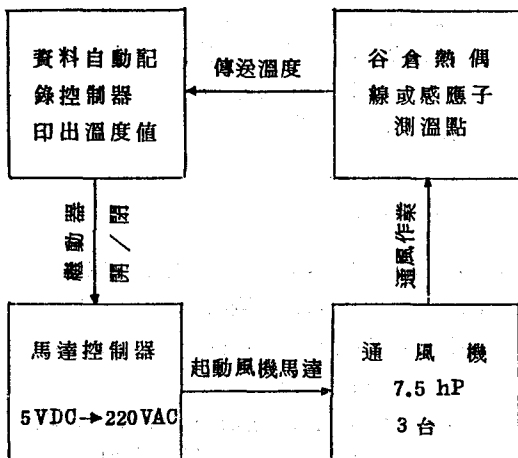 資料自動記
錄控制器
印出溫度值
傳送溫度
谷倉熱偶
線或感應子
測溫點
繼動器
開／閉
通風作業
馬達控制器
5VDC→220VAC
起動風機馬達
通風機
7.5 hP
3台